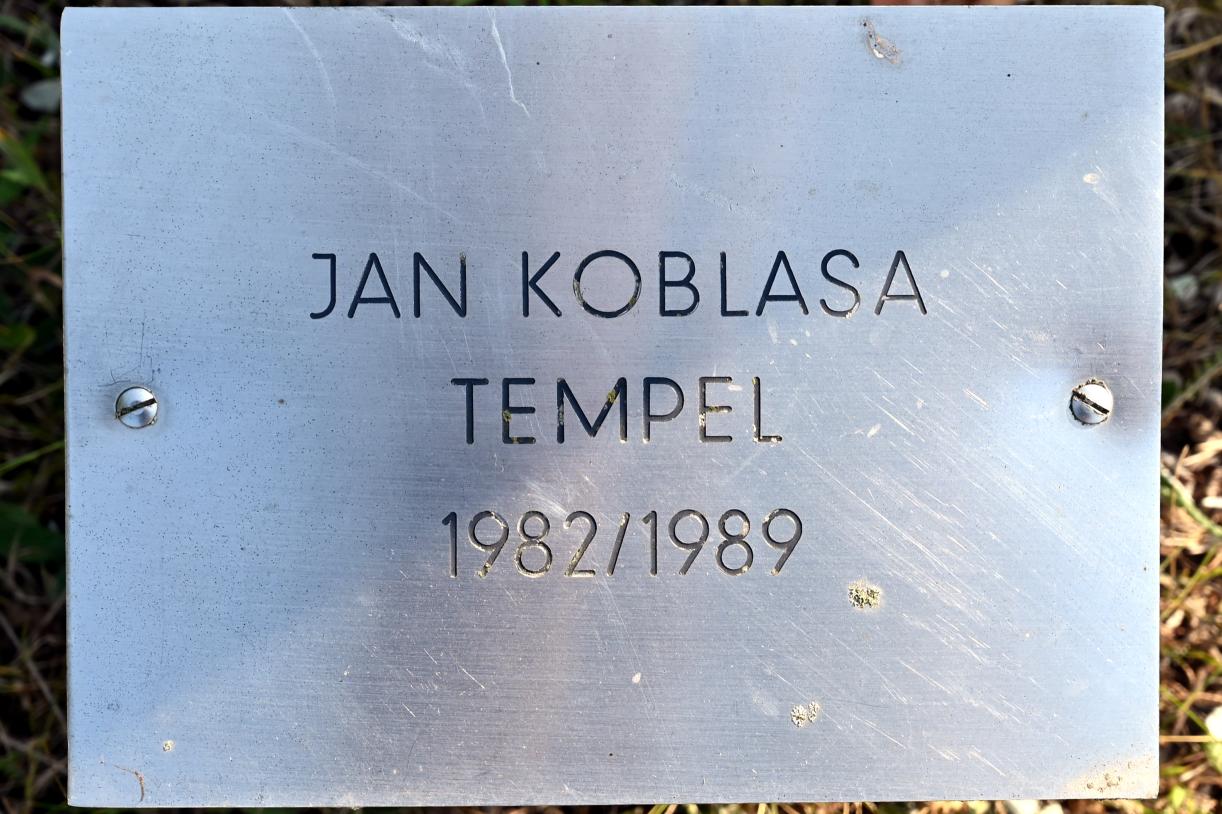 JAN KOBLASA
TEMPEL
1982/1989